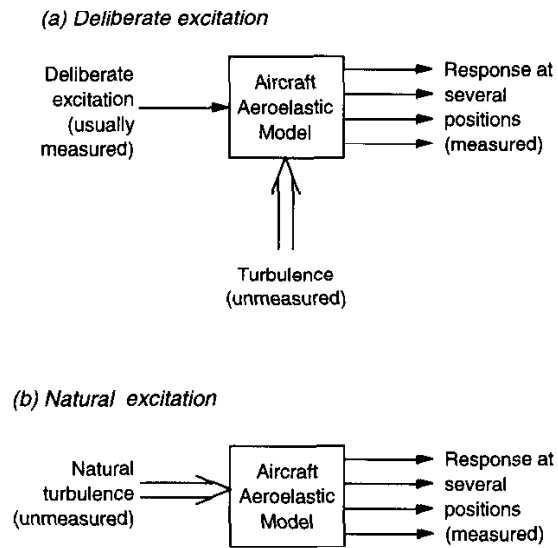 (a) Deliberate excitation
Deliberate
excitation
(usually
measured)
Aircraft
Aeroelastic
Model
Response at
several
positions
(measured)
Turbulence
(unmeasured)
(b) Natural excitation
Natural
turbulence
(unmeasured)
Aircraft
Aeroelastic
Model
Response at
several
positions
(measured)